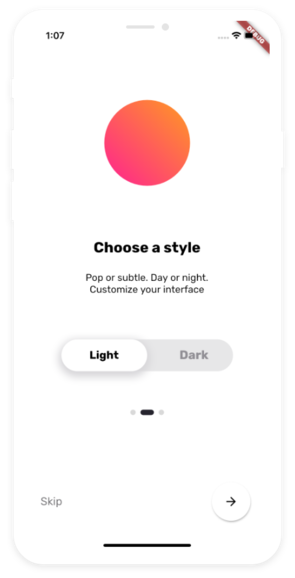 1:07
DEBUG
Choose a style
Pop or subtle. Day or night.
Customize your interface
Light
Dark
Skip